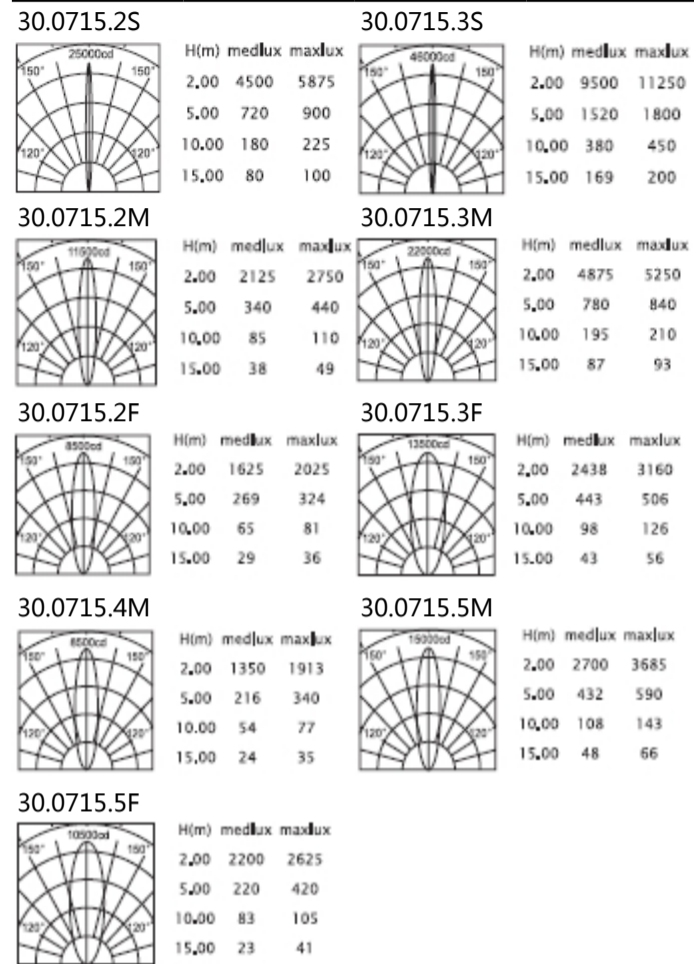 30.0715.2S
25000cd
150° 150°
120° 120°
H(m) medlux maxlux
2.00 4500 5875
5.00 720 900
10.00 180 225
15.00 80 100
30.0715.3S
46000cd
150° 150°
120° 120°
H(m) medlux maxlux
2.00 9500 11250
5.00 1520 1800
10.00 380 450
15.00 169 200
30.0715.2M
11500cd
150° 150°
120° 120°
H(m) medlux maxlux
2.00 2125 2750
5.00 340 440
10.00 85 110
15.00 38 49
30.0715.3M
22000cd
150° 150°
120° 120°
H(m) medlux maxlux
2.00 4875 5250
5.00 780 840
10.00 195 210
15.00 87 93
30.0715.2F
8500cd
150° 150°
120° 120°
H(m) medlux maxlux
2.00 1625 2025
5.00 269 324
10.00 65 81
15.00 29 36
30.0715.3F
13500cd
150° 150°
120° 120°
H(m) medlux maxlux
2.00 2438 3160
5.00 443 506
10.00 98 126
15.00 43 56
30.0715.4M
150° 150°
120° 120°
H(m) medlux maxlux
2.00 1350 1913
5.00 216 340
10.00 54 77
15.00 24 35
30.0715.5M
15000cd
150° 150°
120° 120°
H(m) medlux maxlux
2.00 2700 3685
5.00 432 590
10.00 108 143
15.00 48 66
30.0715.5F
10500cd
150° 150°
120° 120°
H(m) medlux maxlux
2.00 2200 2625
5.00 220 420
10.00 83 105
15.00 23 41